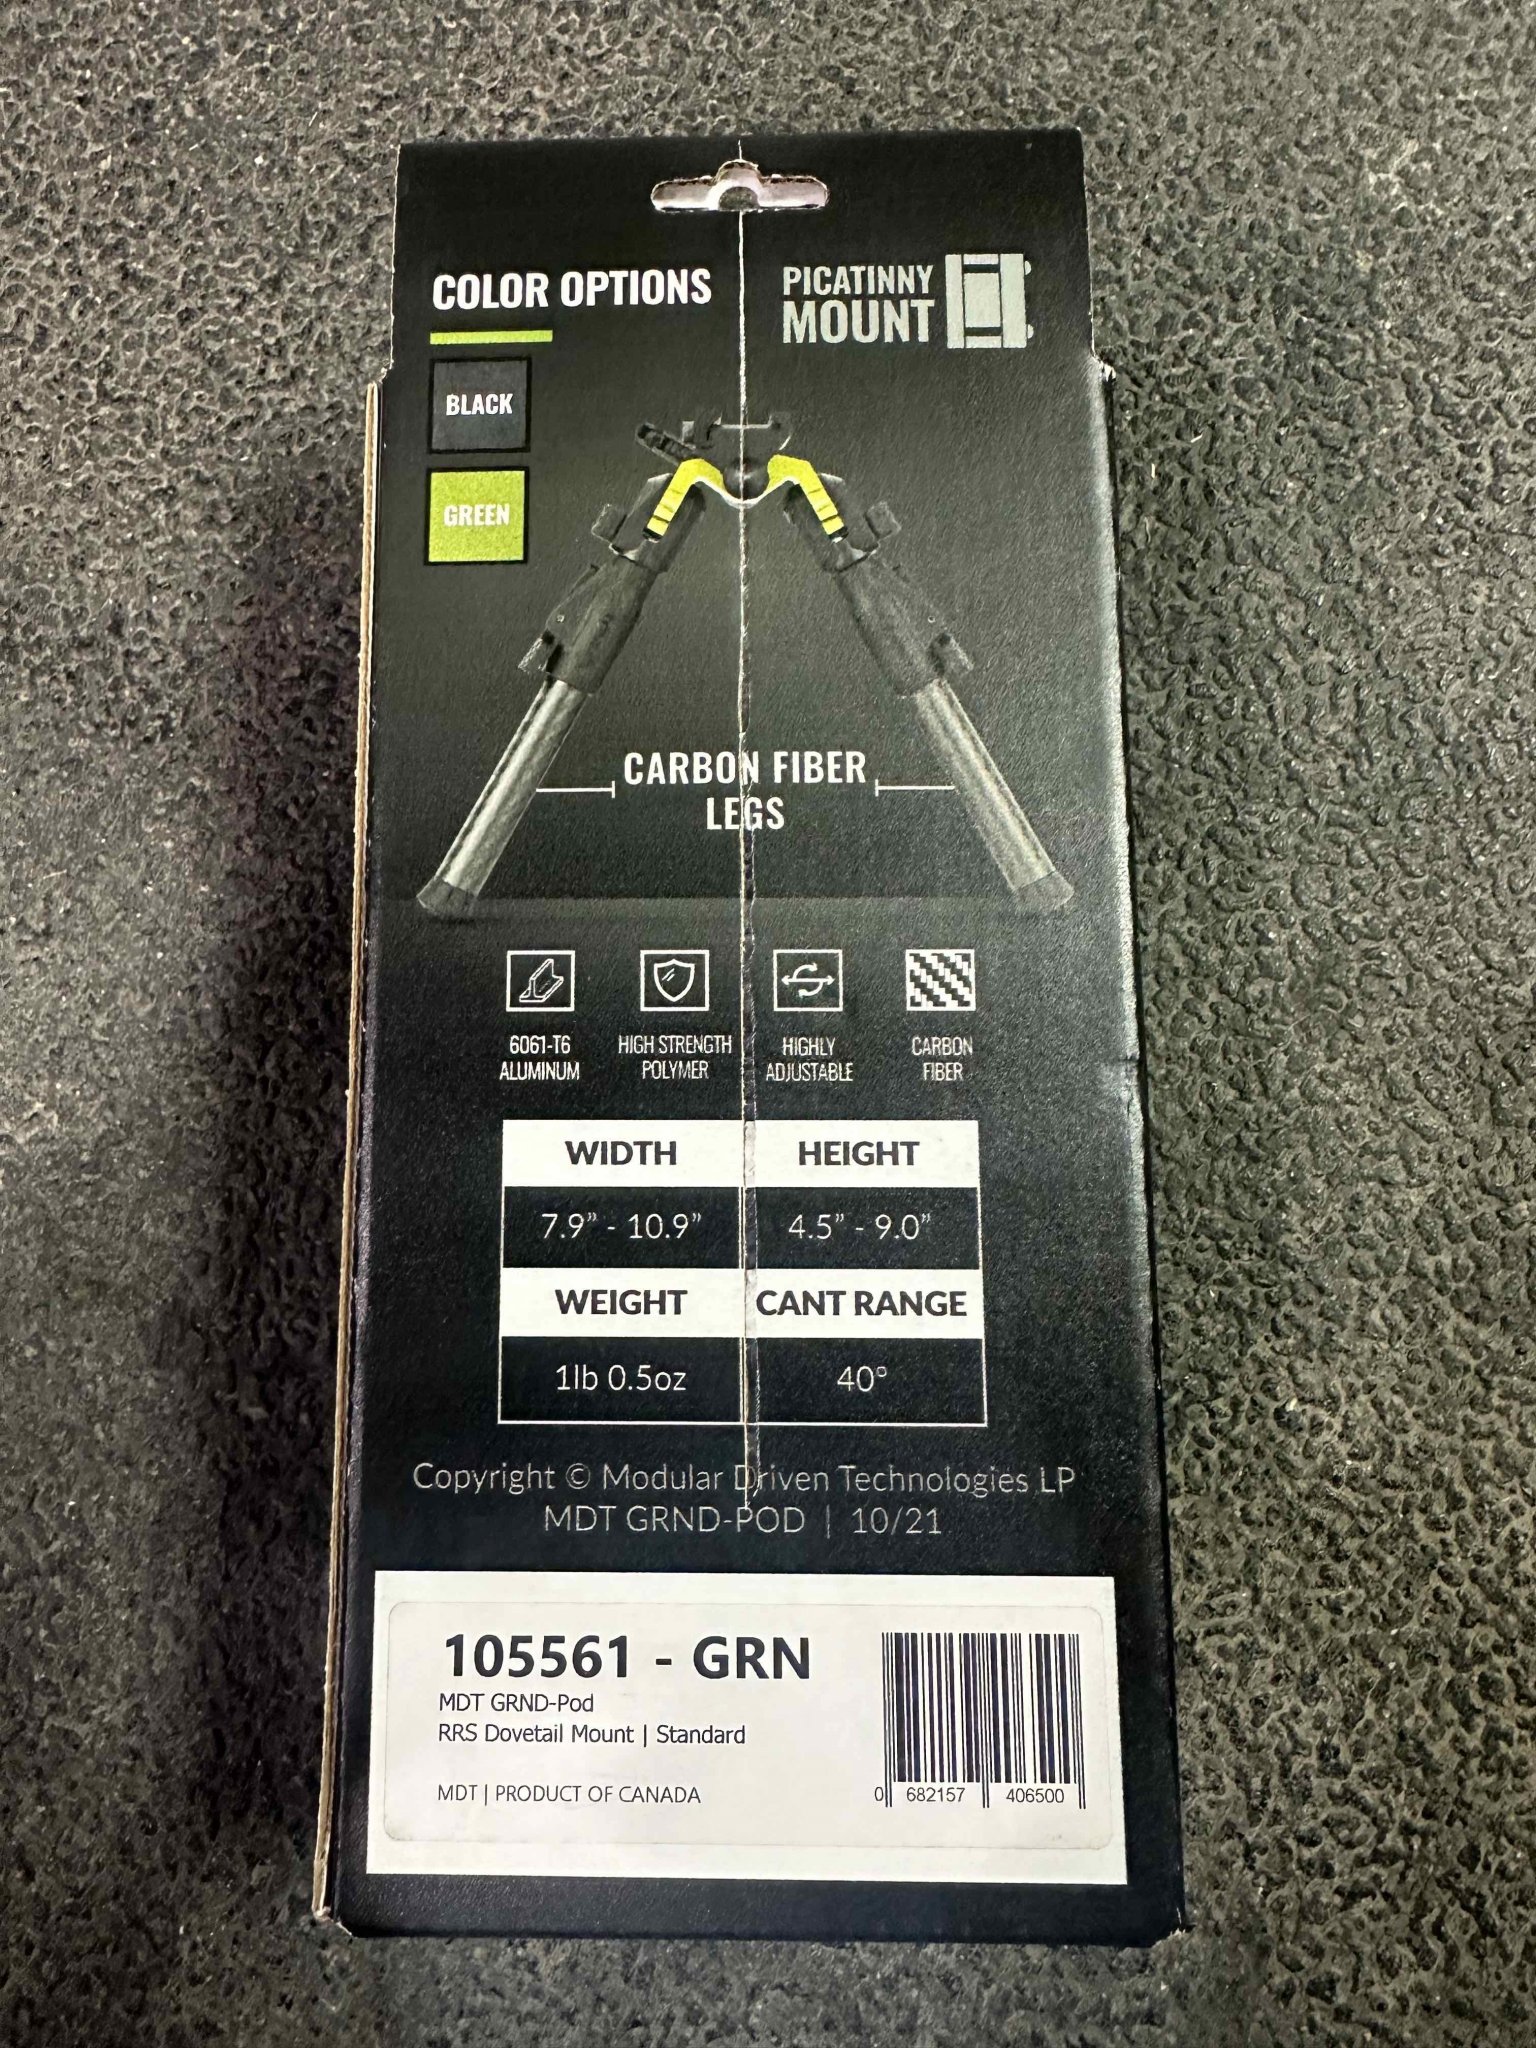 COLOR OPTIONS
BLACK
GREEN
PICATINNY
MOUNT
CARBON FIBER
LEGS
6061-T6
ALUMINUM
HIGH STRENGTH
POLYMER
HIGHLY
ADJUSTABLE
CARBON
FIBER
WIDTH HEIGHT
7.9” - 10.9” 4.5” - 9.0”
WEIGHT CANT RANGE
1lb 0.5oz 40°
Copyright © Modular Driven Technologies LP
MDT GRND-POD | 10/21
105561 - GRN
MDT GRND-Pod
RRS Dovetail Mount | Standard
MDT | PRODUCT OF CANADA
0 682157 406500